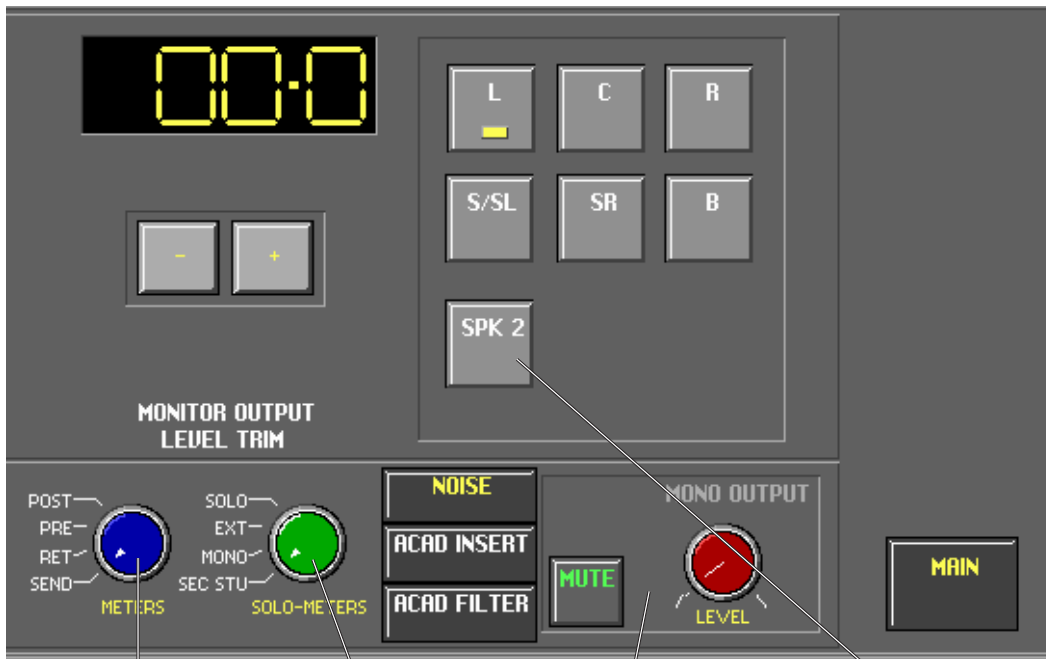 00.0
L
C
R
S/SL
SR
B
-
+
SPK 2
MONITOR OUTPUT
LEVEL TRIM
POST
PRE
RET
SEND
METERS
SOLO
EXT
MONO
SEC STU
SOLO-METERS
NOISE
ACAD INSERT
ACAD FILTER
MONO OUTPUT
MUTE
LEVEL
MAIN